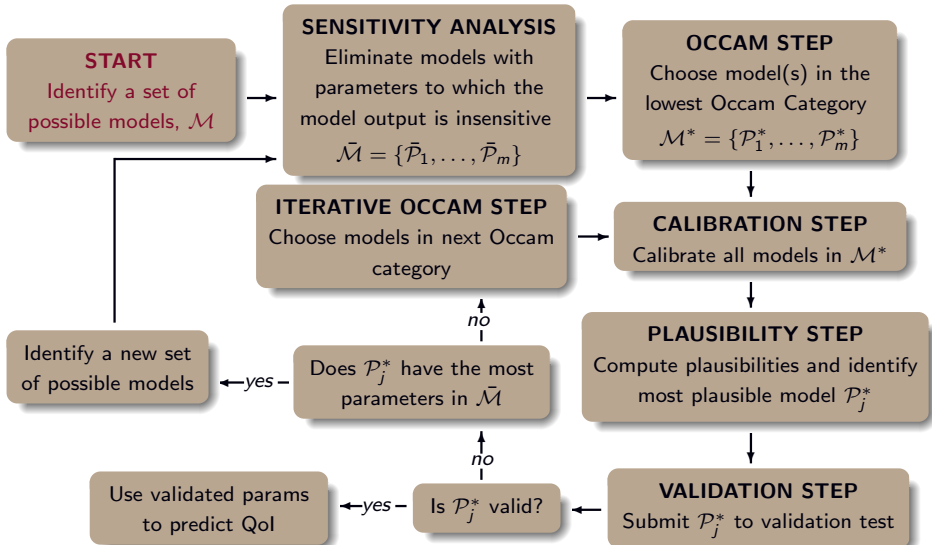 START
Identify a set of
possible models, ℳ
SENSITIVITY ANALYSIS
Eliminate models with
parameters to which the
model output is insensitive
ℳ̄ = {𝒫̄₁, . . . , 𝒫̄ₘ}
OCCAM STEP
Choose model(s) in the
lowest Occam Category
ℳ* = {𝒫₁*, . . . , 𝒫ₘ*}
ITERATIVE OCCAM STEP
Choose models in next Occam
category
CALIBRATION STEP
Calibrate all models in ℳ*
no
PLAUSIBILITY STEP
Compute plausibilities and identify
most plausible model 𝒫ⱼ*
Identify a new set
of possible models
yes
Does 𝒫ⱼ* have the most
parameters in ℳ̄
no
VALIDATION STEP
Submit 𝒫ⱼ* to validation test
Is 𝒫ⱼ* valid?
yes
Use validated params
to predict QoI